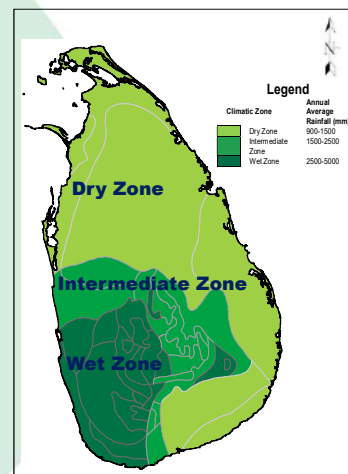 N
Legend
Climatic Zone
Annual
Average
Rainfall (mm)
Dry Zone 900-1500
Intermediate 1500-2500
Zone
Wet Zone 2500-5000
Dry Zone
Intermediate Zone
Wet Zone